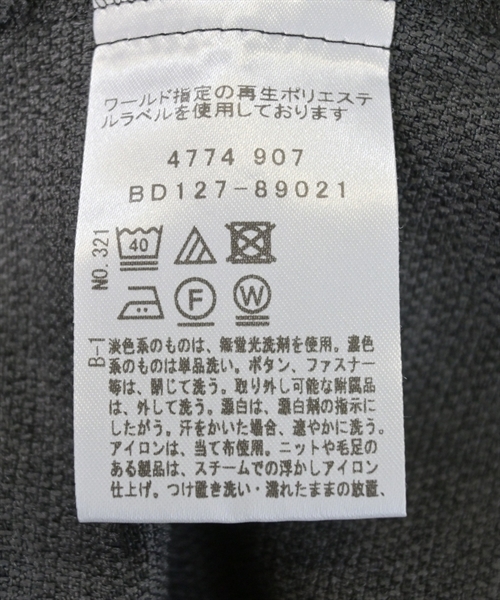 ワールド指定の再生ポリエステ
ルラベルを使用しております
4774 907
BD127-89021
NO.321
40
F
W
B-1
淡色系のものは、無蛍光洗剤を使用。濃色
系のものは単品洗い。ボタン、ファスナー
等は、閉じて洗う。取り外し可能な附属品
は、外して洗う。漂白は、漂白剤の指示に
したがう。汗をかいた場合、速やかに洗う。
アイロンは、当て布使用。ニットや毛足の
ある製品は、スチームでの浮かしアイロン
仕上げ。つけ置き洗い・濡れたままの放置、